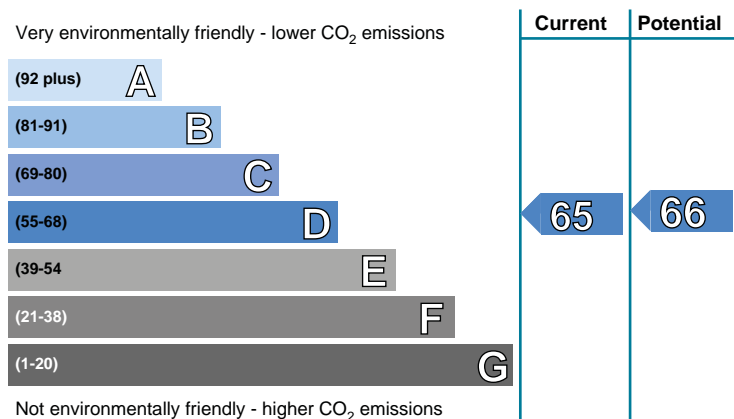 Current Potential
Very environmentally friendly - lower CO2 emissions
(92 plus) A
(81-91) B
(69-80) C
(55-68) D 65 66
(39-54 E
(21-38) F
(1-20) G
Not environmentally friendly - higher CO2 emissions